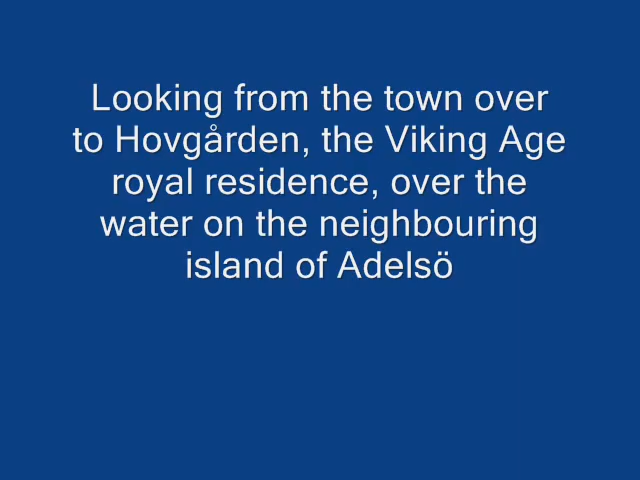 Looking from the town over
to Hovgården, the Viking Age
royal residence, over the
water on the neighbouring
island of Adelsö